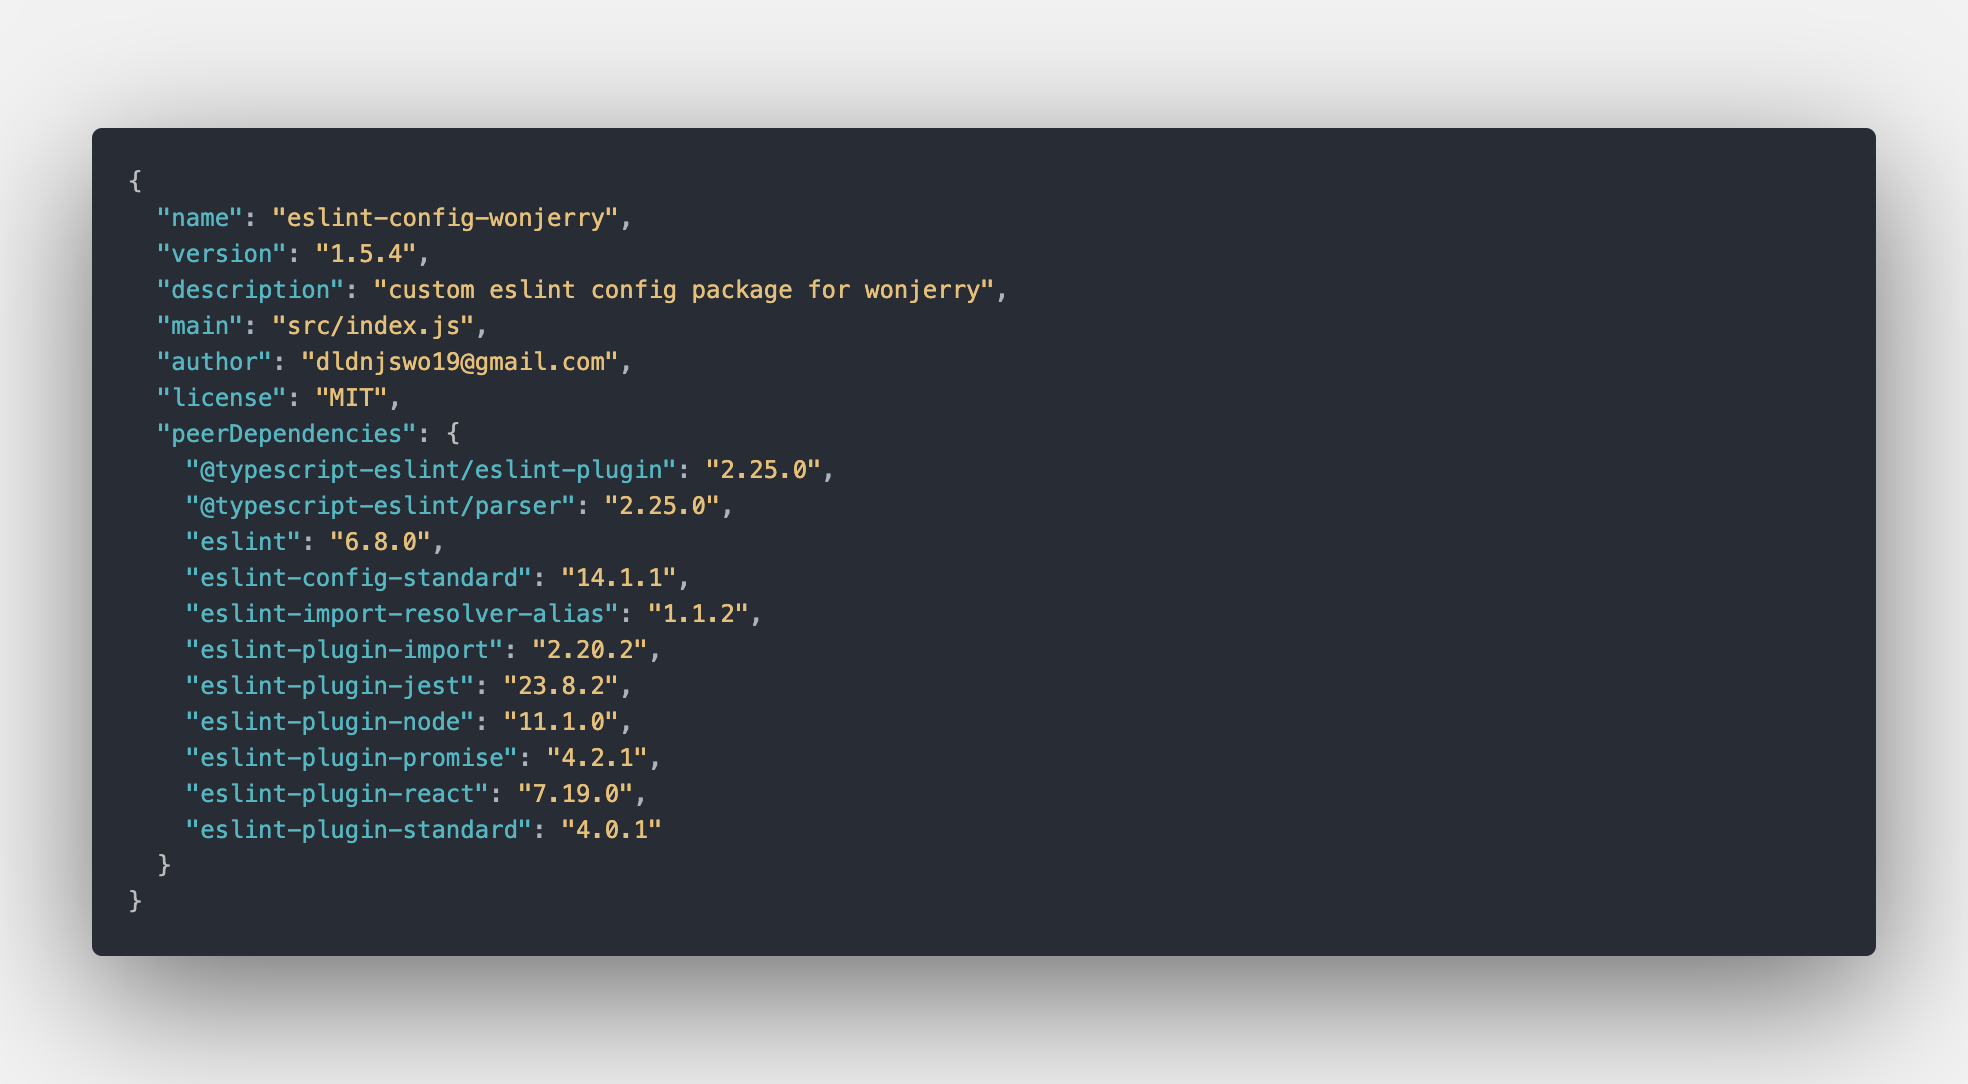 {
  "name": "eslint-config-wonjerry",
  "version": "1.5.4",
  "description": "custom eslint config package for wonjerry",
  "main": "src/index.js",
  "author": "dldnjswo19@gmail.com",
  "license": "MIT",
  "peerDependencies": {
    "@typescript-eslint/eslint-plugin": "2.25.0",
    "@typescript-eslint/parser": "2.25.0",
    "eslint": "6.8.0",
    "eslint-config-standard": "14.1.1",
    "eslint-import-resolver-alias": "1.1.2",
    "eslint-plugin-import": "2.20.2",
    "eslint-plugin-jest": "23.8.2",
    "eslint-plugin-node": "11.1.0",
    "eslint-plugin-promise": "4.2.1",
    "eslint-plugin-react": "7.19.0",
    "eslint-plugin-standard": "4.0.1"
  }
}